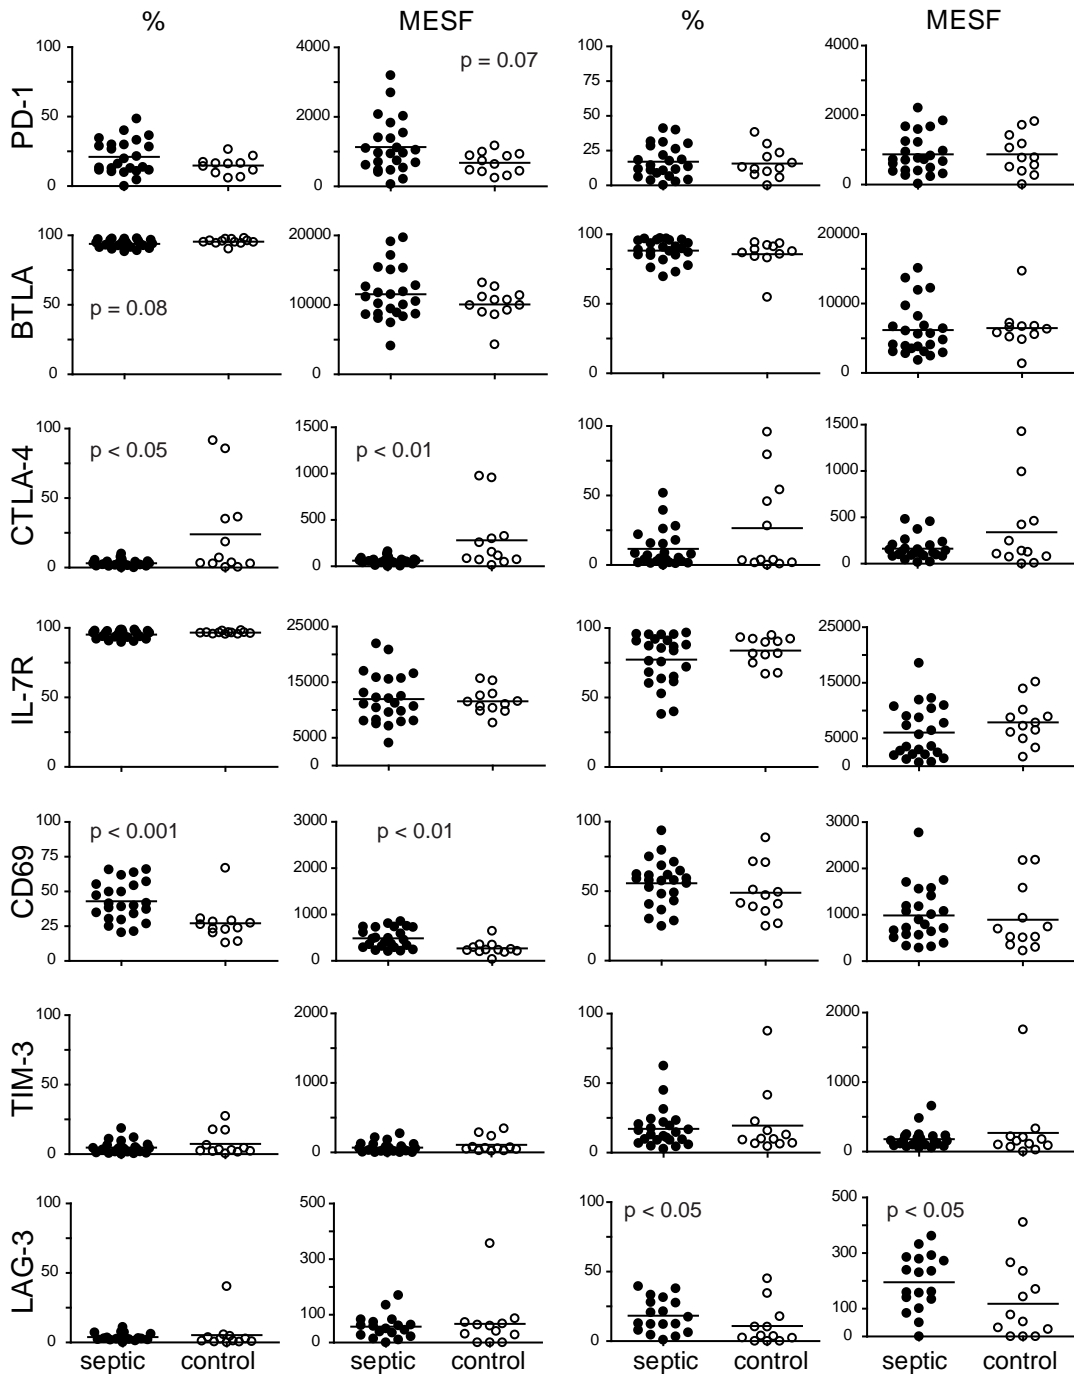 % MESF % MESF
PD-1
100 50 0
4000 2000 0
p = 0.07
100 75 50 25 0
4000 2000 0
BTLA
100 50 0
p = 0.08
20000 10000 0
100 50 0
20000 10000 0
CTLA-4
100 50 0
p < 0.05
1500 1000 500 0
p < 0.01
100 50 0
1500 1000 500 0
IL-7R
100 50 0
25000 15000 5000 0
100 50 0
25000 15000 5000 0
CD69
100 75 50 25 0
p < 0.001
3000 2000 1000 0
p < 0.01
100 50 0
3000 2000 1000 0
TIM-3
100 50 0
2000 1000 0
100 50 0
2000 1000 0
LAG-3
100 50 0
500 300 100 0
100 50 0
p < 0.05
500 300 100 0
p < 0.05
septic control septic control septic control septic control